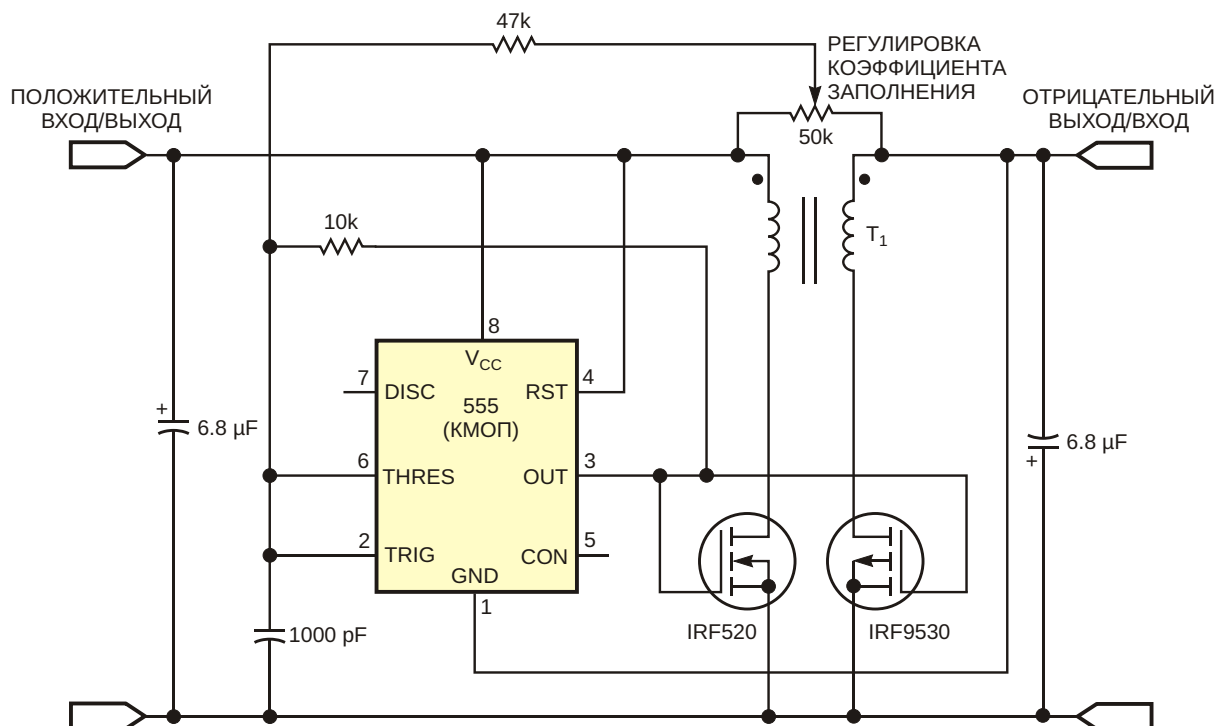 47k
РЕГУЛИРОВКА
КОЭФФИЦИЕНТА
ЗАПОЛНЕНИЯ
ПОЛОЖИТЕЛЬНЫЙ
ВХОД/ВЫХОД
ОТРИЦАТЕЛЬНЫЙ
ВЫХОД/ВХОД
50k
10k
T1
8
VCC
7
DISC
RST
4
555
(КМОП)
+
6.8 µF
6
THRES
OUT
3
6.8 µF
+
2
TRIG
CON
5
GND
1
1000 pF
IRF520
IRF9530